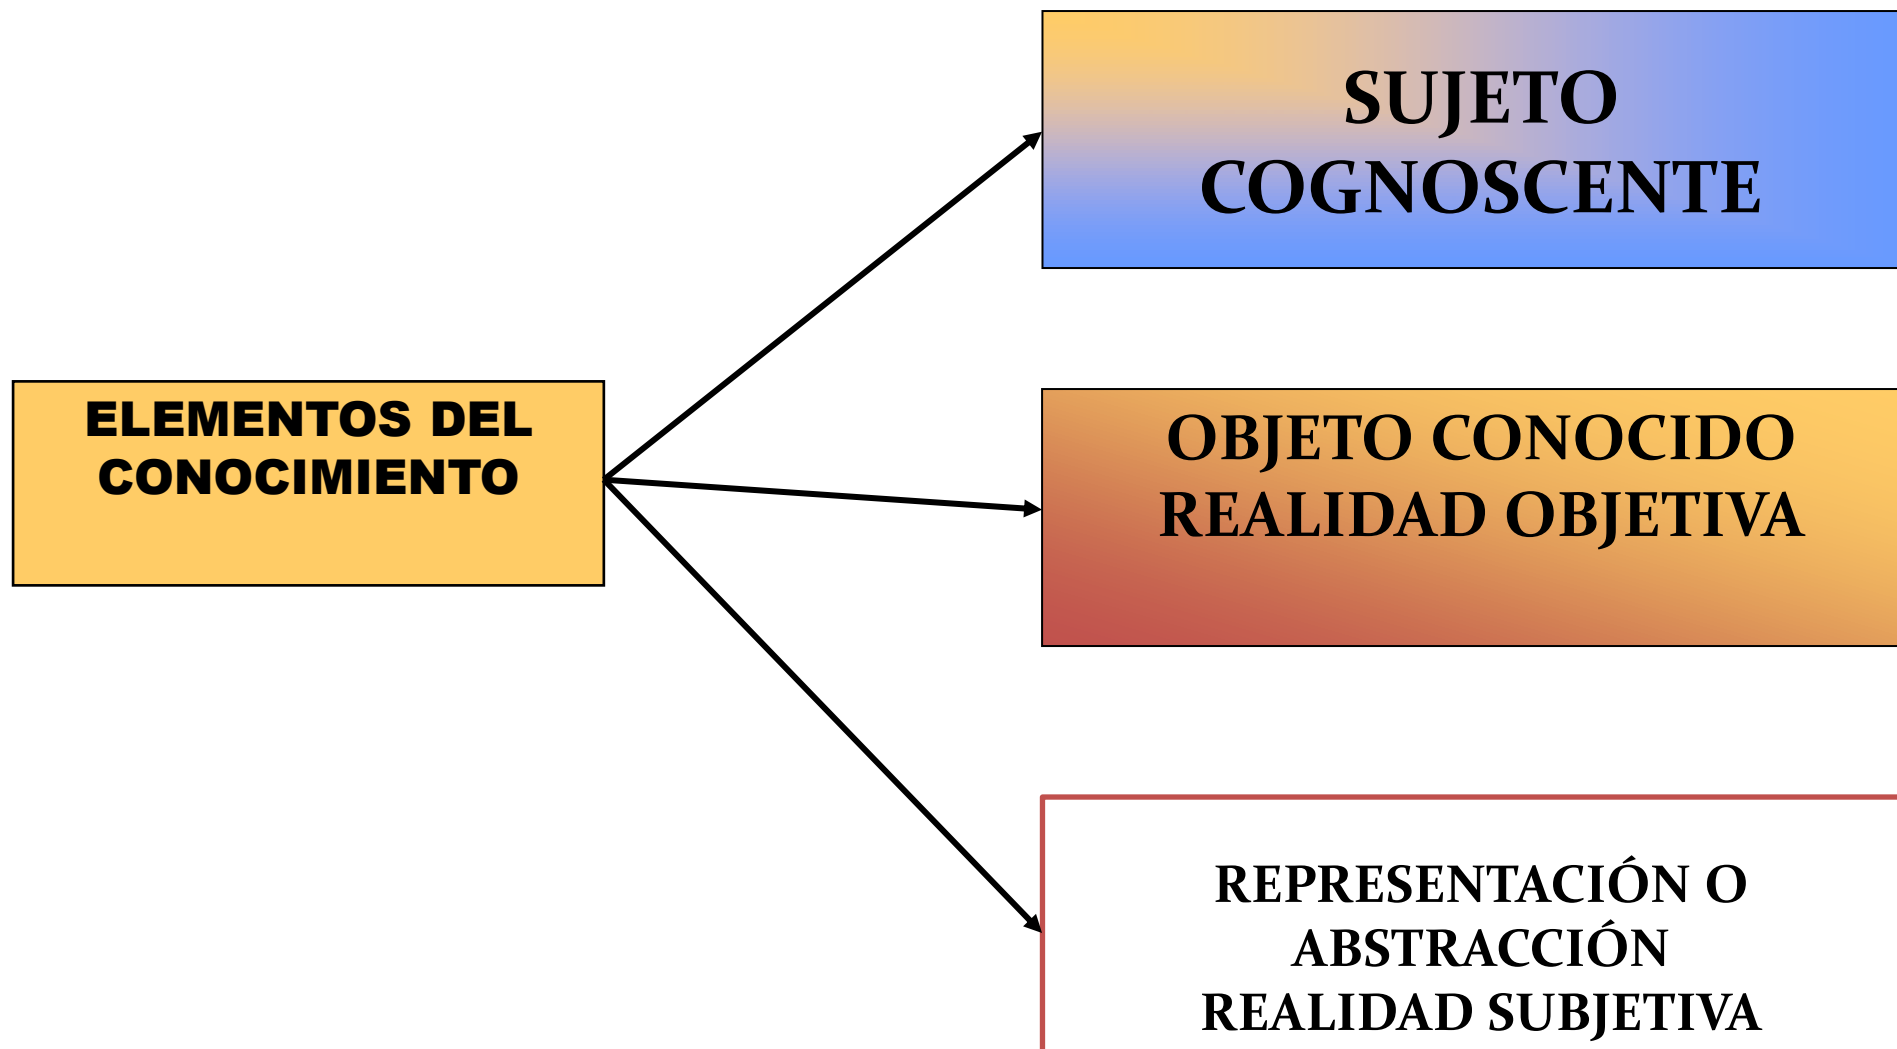 SUJETO
COGNOSCENTE
ELEMENTOS DEL
CONOCIMIENTO
OBJETO CONOCIDO
REALIDAD OBJETIVA
REPRESENTACIÓN O
ABSTRACCIÓN
REALIDAD SUBJETIVA